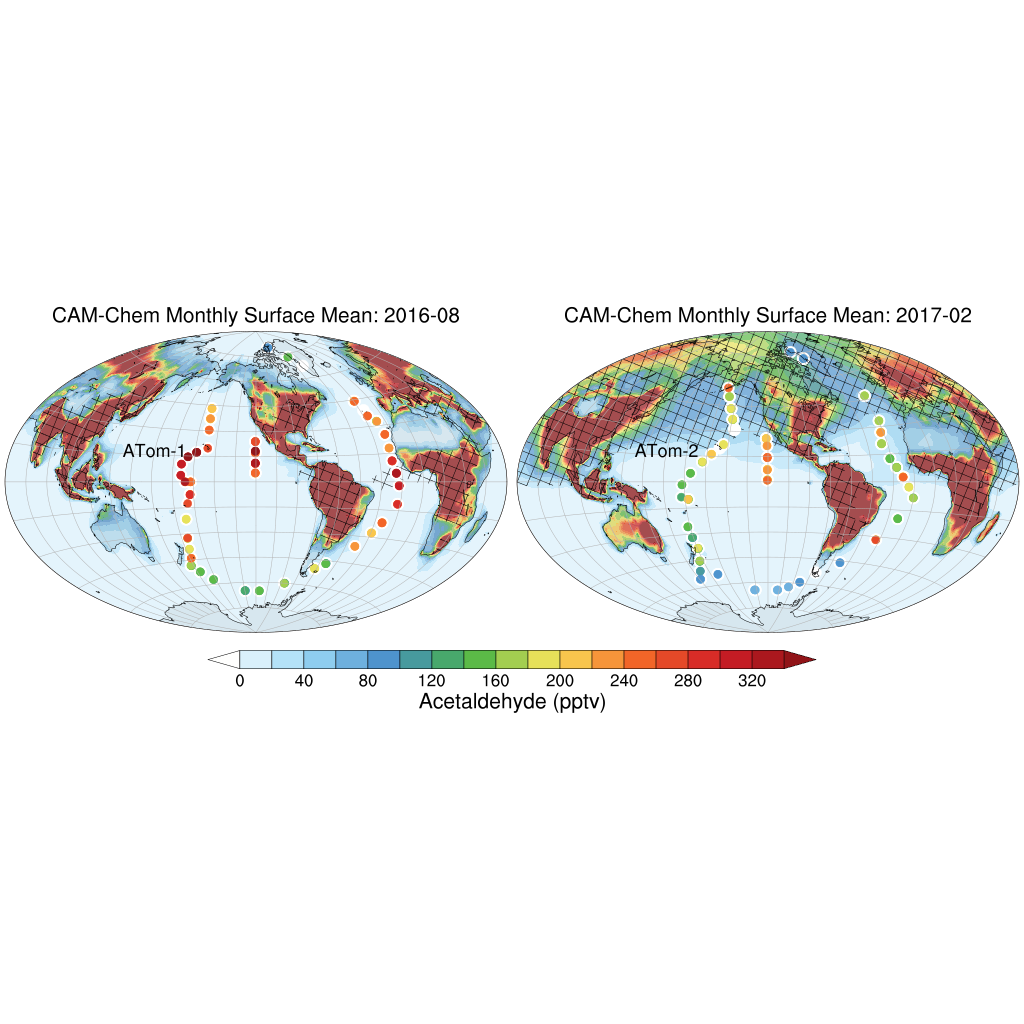 CAM-Chem Monthly Surface Mean: 2016-08
CAM-Chem Monthly Surface Mean: 2017-02
ATom-1
ATom-2
0 40 80 120 160 200 240 280 320
Acetaldehyde (pptv)